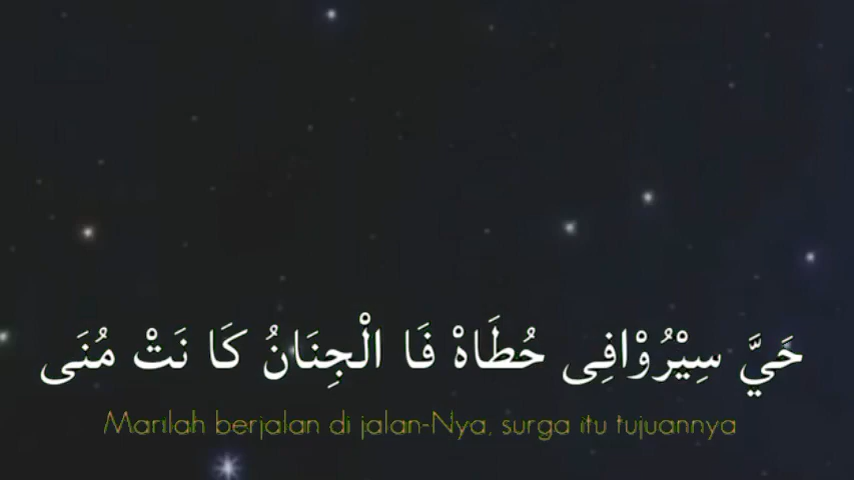 حَيَّ سِيْرُوْافِى حُطَاهْ فَا الْجِنَانُ كَا نَتْ مُنَى
Marilah berjalan di jalan-Nya, surga itu tujuannya